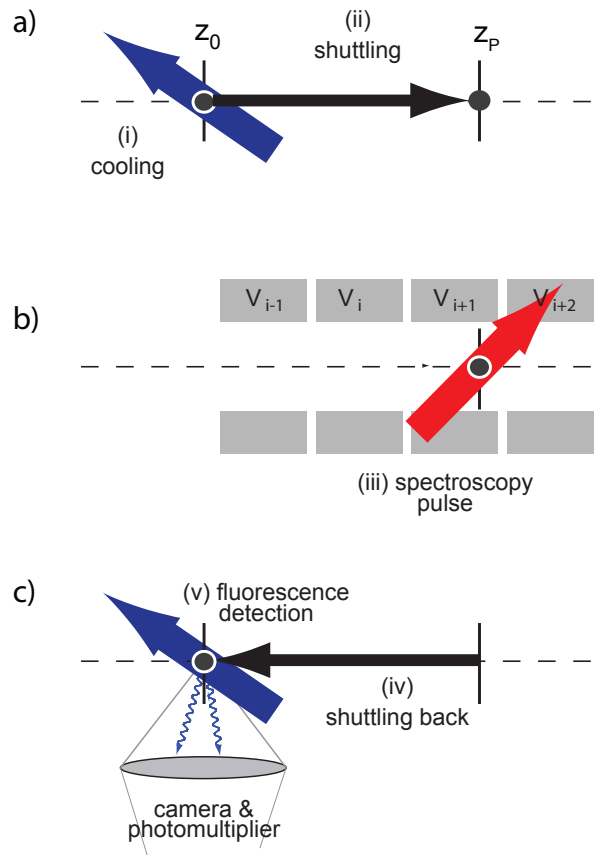 a)
z₀
(ii)
shuttling
zₚ
(i)
cooling
b)
Vᵢ₋₁
Vᵢ
Vᵢ₊₁
Vᵢ₊₂
(iii) spectroscopy
pulse
c)
(v) fluorescence
detection
(iv)
shuttling back
camera &
photomultiplier